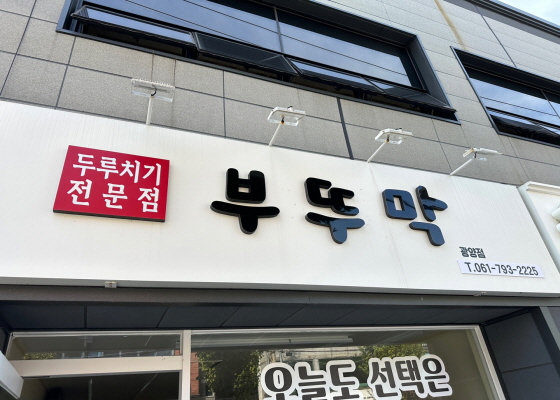 두루치기
전문점
부뚜막
광양점
T.061-793-2225
오늘도 선택은